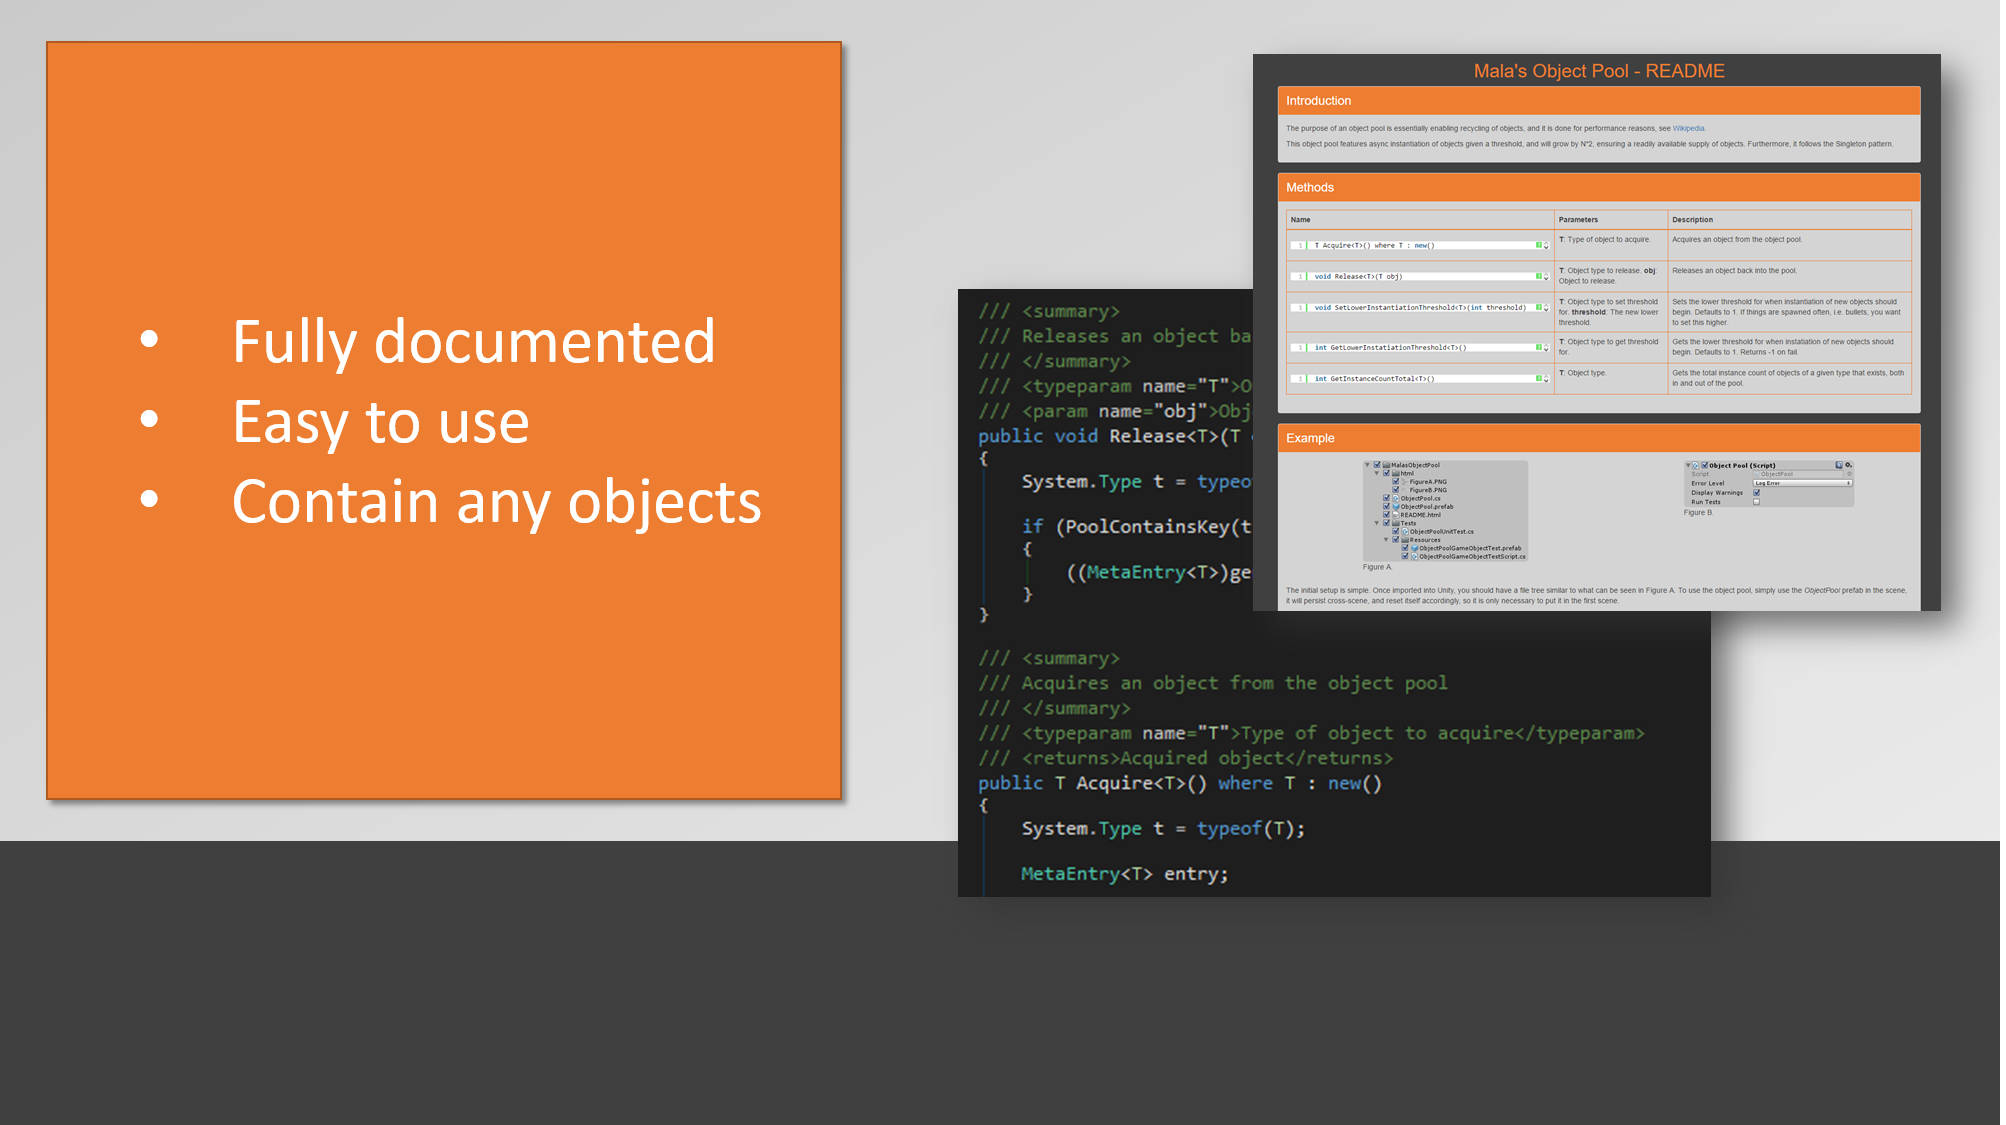 • Fully documented
• Easy to use
• Contain any objects
Mala's Object Pool - README
Introduction
The purpose of an object pool is essentially enabling recycling of objects, and it is done for performance reasons, see Wikipedia.
This object pool features async instantiation of objects given a threshold, and will grow by N*2, ensuring a readily available supply of objects. Furthermore, it follows the Singleton pattern.
Methods
Name Parameters Description
1 T Acquire<T>() where T : new() T: Type of object to acquire. Acquires an object from the object pool.
1 void Release<T>(T obj) T: Object type to release. obj: Releases an object back into the pool.
Object to release.
1 void SetLowerInstantiationThreshold<T>(int threshold) T: Object type to set threshold Sets the lower threshold for when instantiation of new objects should
for. threshold: The new lower begin. Defaults to 1. If things are spawned often, i.e. bullets, you want
threshold. to set this higher.
1 int GetLowerInstatiationThreshold<T>() T: Object type to get threshold Gets the lower threshold for when instatiation of new objects should
for. begin. Defaults to 1. Returns -1 on fail.
1 int GetInstanceCountTotal<T>() T: Object type. Gets the total instance count of objects of a given type that exists, both
in and out of the pool.
Example
MalasObjectPool
html
FigureA.PNG
FigureB.PNG
ObjectPool.cs
ObjectPool.prefab
README.html
Tests
ObjectPoolUnitTest.cs
Resources
ObjectPoolGameObjectTest.prefab
ObjectPoolGameObjectTestScript.cs
Figure A.
Object Pool (Script)
Script ObjectPool
Error Level Log Error
Display Warnings
Run Tests
Figure B.
The initial setup is simple. Once imported into Unity, you should have a file tree similar to what can be seen in Figure A. To use the object pool, simply use the ObjectPool prefab in the scene,
it will persist cross-scene, and reset itself accordingly, so it is only necessary to put it in the first scene.
/// <summary>
/// Releases an object ba
/// </summary>
/// <typeparam name="T">O
/// <param name="obj">Obj
public void Release<T>(T
{
System.Type t = typeo
if (PoolContainsKey(t
{
((MetaEntry<T>)ge
}
}
/// <summary>
/// Acquires an object from the object pool
/// </summary>
/// <typeparam name="T">Type of object to acquire</typeparam>
/// <returns>Acquired object</returns>
public T Acquire<T>() where T : new()
{
System.Type t = typeof(T);
MetaEntry<T> entry;